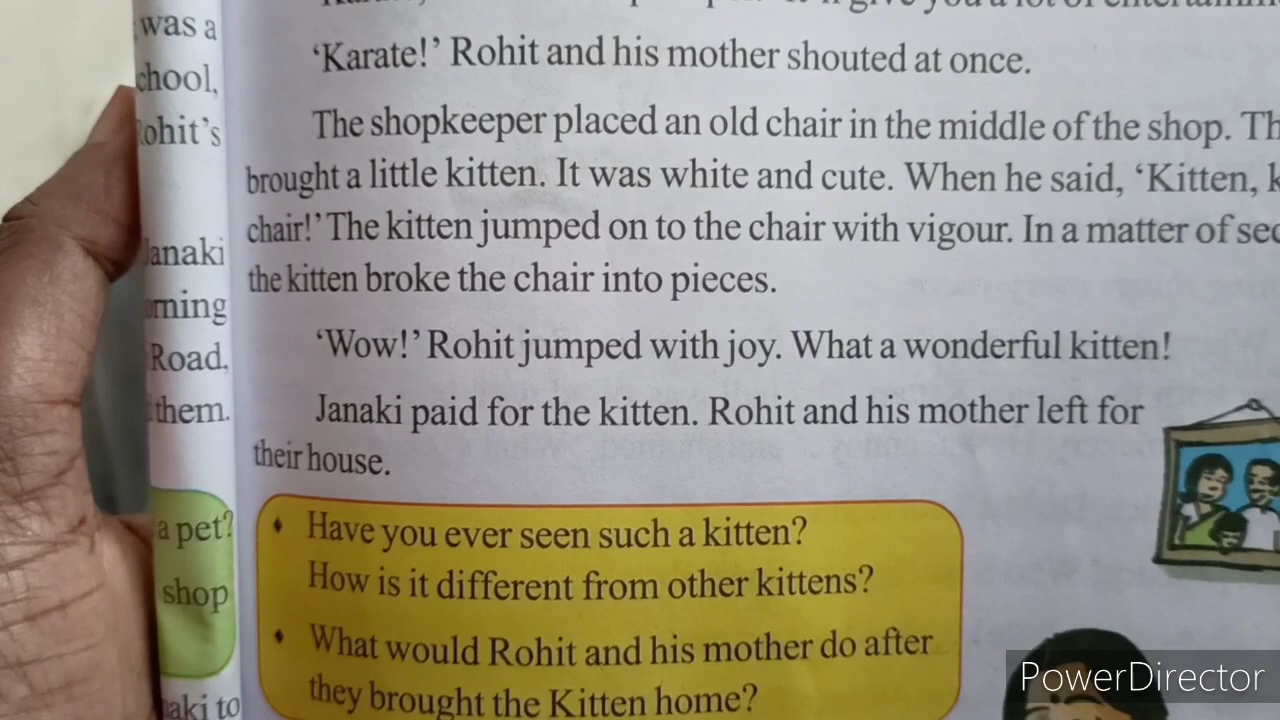 was a
chool,
Rohit's
Janaki
orning
Road,
them.
a pet?
shop
aki to
'Karate!' Rohit and his mother shouted at once.
The shopkeeper placed an old chair in the middle of the shop. Th
brought a little kitten. It was white and cute. When he said, 'Kitten, k
chair!' The kitten jumped on to the chair with vigour. In a matter of sec
the kitten broke the chair into pieces.
'Wow!' Rohit jumped with joy. What a wonderful kitten!
Janaki paid for the kitten. Rohit and his mother left for
their house.
• Have you ever seen such a kitten?
How is it different from other kittens?
• What would Rohit and his mother do after
they brought the Kitten home?
PowerDirector